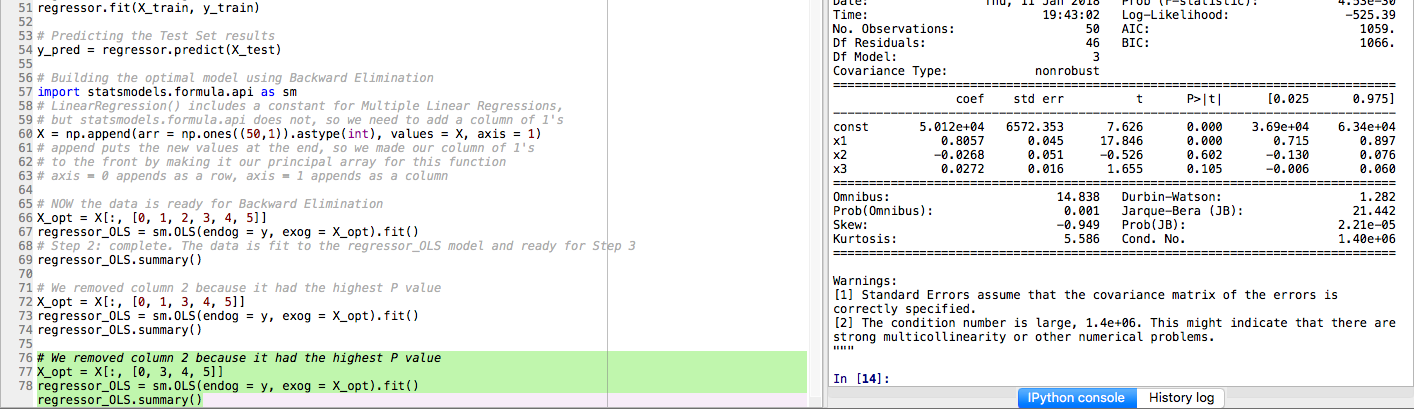 51 regressor.fit(X_train, y_train)
52
53 # Predicting the Test Set results
54 y_pred = regressor.predict(X_test)
55
56 # Building the optimal model using Backward Elimination
57 import statsmodels.formula.api as sm
58 # LinearRegression() includes a constant for Multiple Linear Regressions,
59 # but statsmodels.formula.api does not, so we need to add a column of 1's
60 X = np.append(arr = np.ones((50,1)).astype(int), values = X, axis = 1)
61 # append puts the new values at the end, so we made our column of 1's
62 # to the front by making it our principal array for this function
63 # axis = 0 appends as a row, axis = 1 appends as a column
64
65 # NOW the data is ready for Backward Elimination
66 X_opt = X[:, [0, 1, 2, 3, 4, 5]]
67 regressor_OLS = sm.OLS(endog = y, exog = X_opt).fit()
68 # Step 2: complete. The data is fit to the regressor_OLS model and ready for Step 3
69 regressor_OLS.summary()
70
71 # We removed column 2 because it had the highest P value
72 X_opt = X[:, [0, 1, 3, 4, 5]]
73 regressor_OLS = sm.OLS(endog = y, exog = X_opt).fit()
74 regressor_OLS.summary()
75
76 # We removed column 2 because it had the highest P value
77 X_opt = X[:, [0, 3, 4, 5]]
78 regressor_OLS = sm.OLS(endog = y, exog = X_opt).fit()
regressor_OLS.summary()
Date: Thu, 11 Jan 2018 Prob (F-statistic): 4.53e-30
Time: 19:43:02 Log-Likelihood: -525.39
No. Observations: 50 AIC: 1059.
Df Residuals: 46 BIC: 1066.
Df Model: 3
Covariance Type: nonrobust
coef std err t P>|t| [0.025 0.975]
const 5.012e+04 6572.353 7.626 0.000 3.69e+04 6.34e+04
x1 0.8057 0.045 17.846 0.000 0.715 0.897
x2 -0.0268 0.051 -0.526 0.602 -0.130 0.076
x3 0.0272 0.016 1.655 0.105 -0.006 0.060
Omnibus: 14.838 Durbin-Watson: 1.282
Prob(Omnibus): 0.001 Jarque-Bera (JB): 21.442
Skew: -0.949 Prob(JB): 2.21e-05
Kurtosis: 5.586 Cond. No. 1.40e+06
Warnings:
[1] Standard Errors assume that the covariance matrix of the errors is
correctly specified.
[2] The condition number is large, 1.4e+06. This might indicate that there are
strong multicollinearity or other numerical problems.
"""
In [14]:
IPython console History log